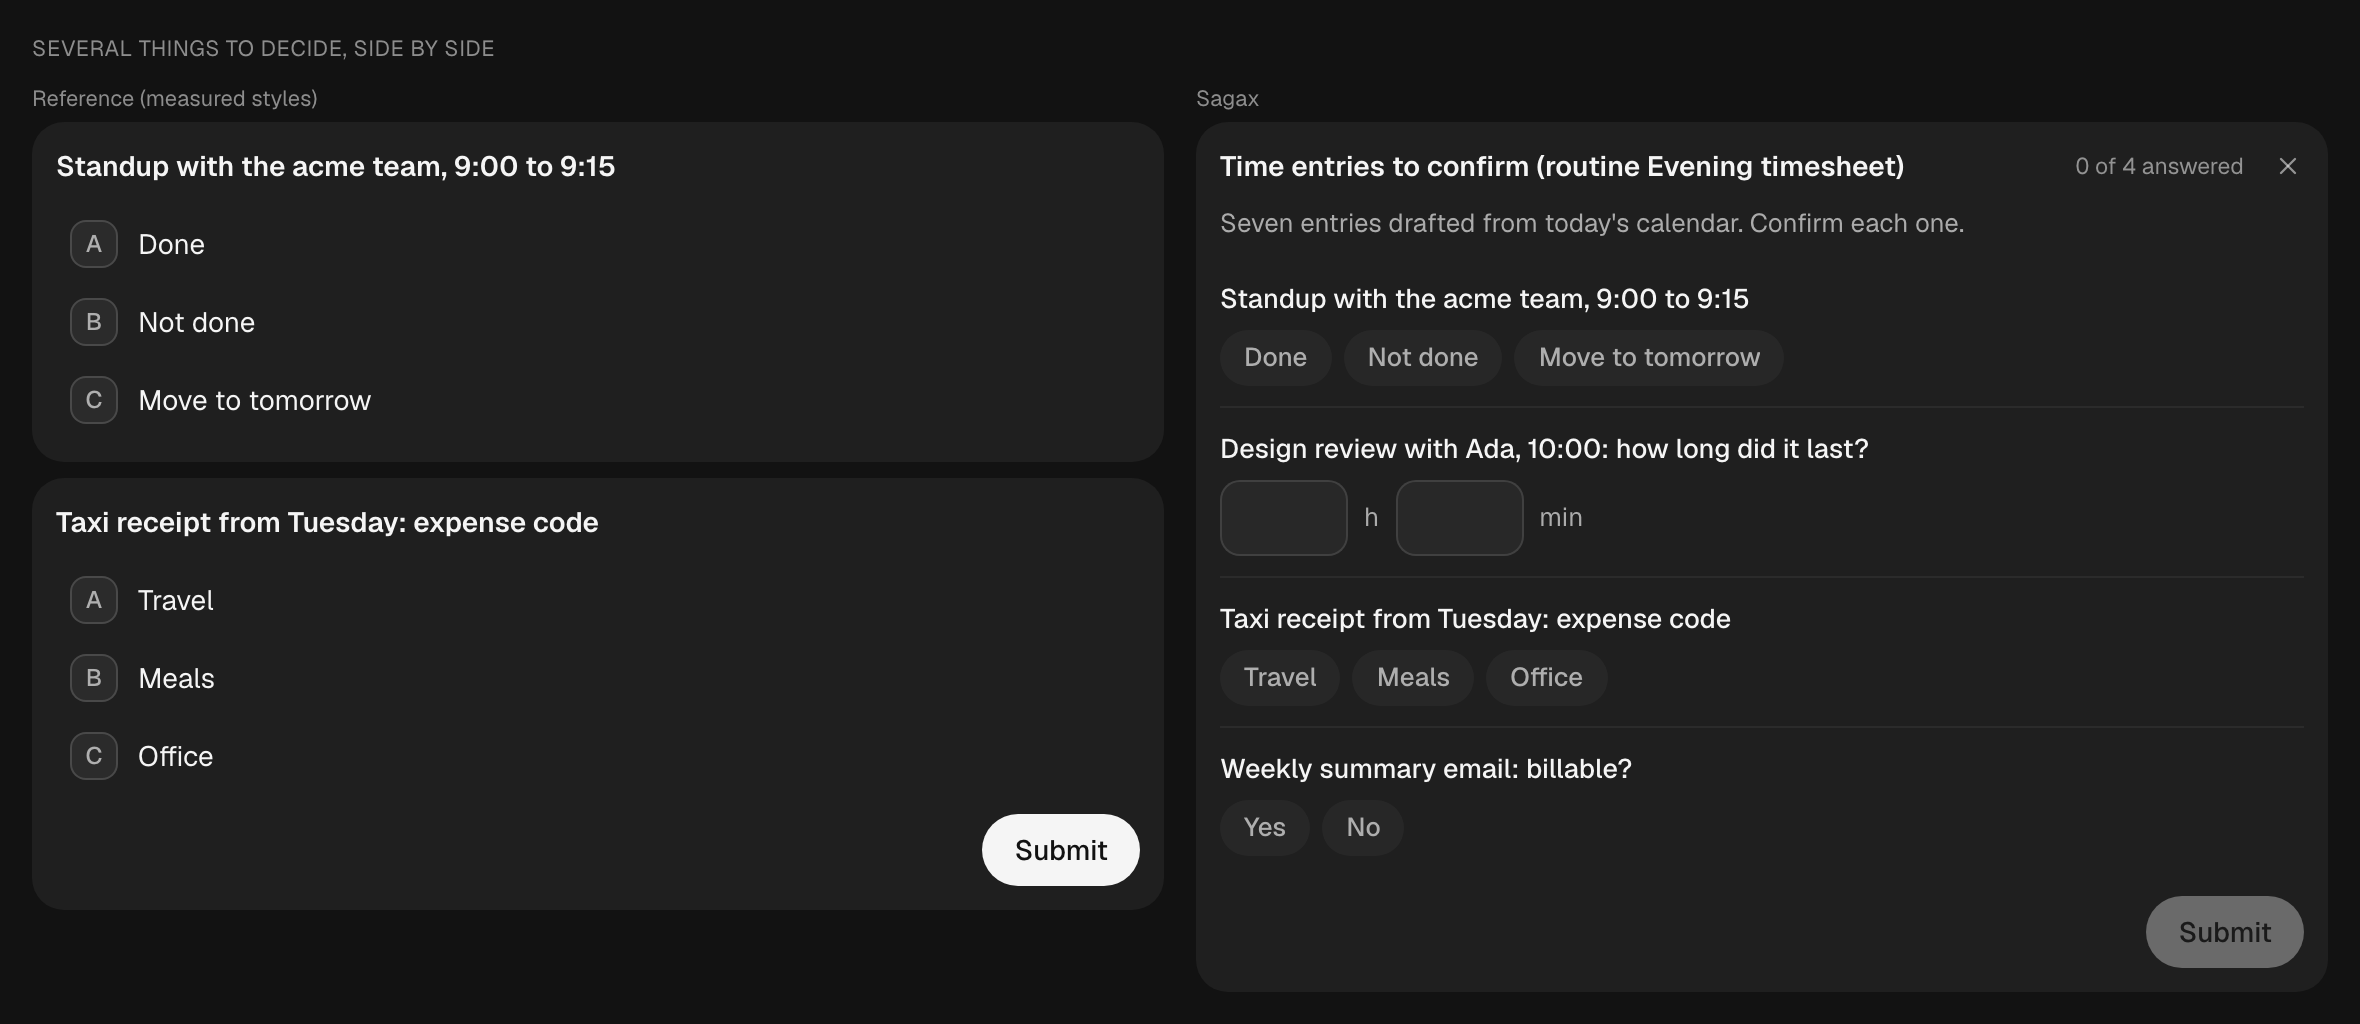 SEVERAL THINGS TO DECIDE, SIDE BY SIDE
Reference (measured styles)
Standup with the acme team, 9:00 to 9:15
A Done
B Not done
C Move to tomorrow
Taxi receipt from Tuesday: expense code
A Travel
B Meals
C Office
Submit
Sagax
Time entries to confirm (routine Evening timesheet) 0 of 4 answered
Seven entries drafted from today's calendar. Confirm each one.
Standup with the acme team, 9:00 to 9:15
Done Not done Move to tomorrow
Design review with Ada, 10:00: how long did it last?
h min
Taxi receipt from Tuesday: expense code
Travel Meals Office
Weekly summary email: billable?
Yes No
Submit